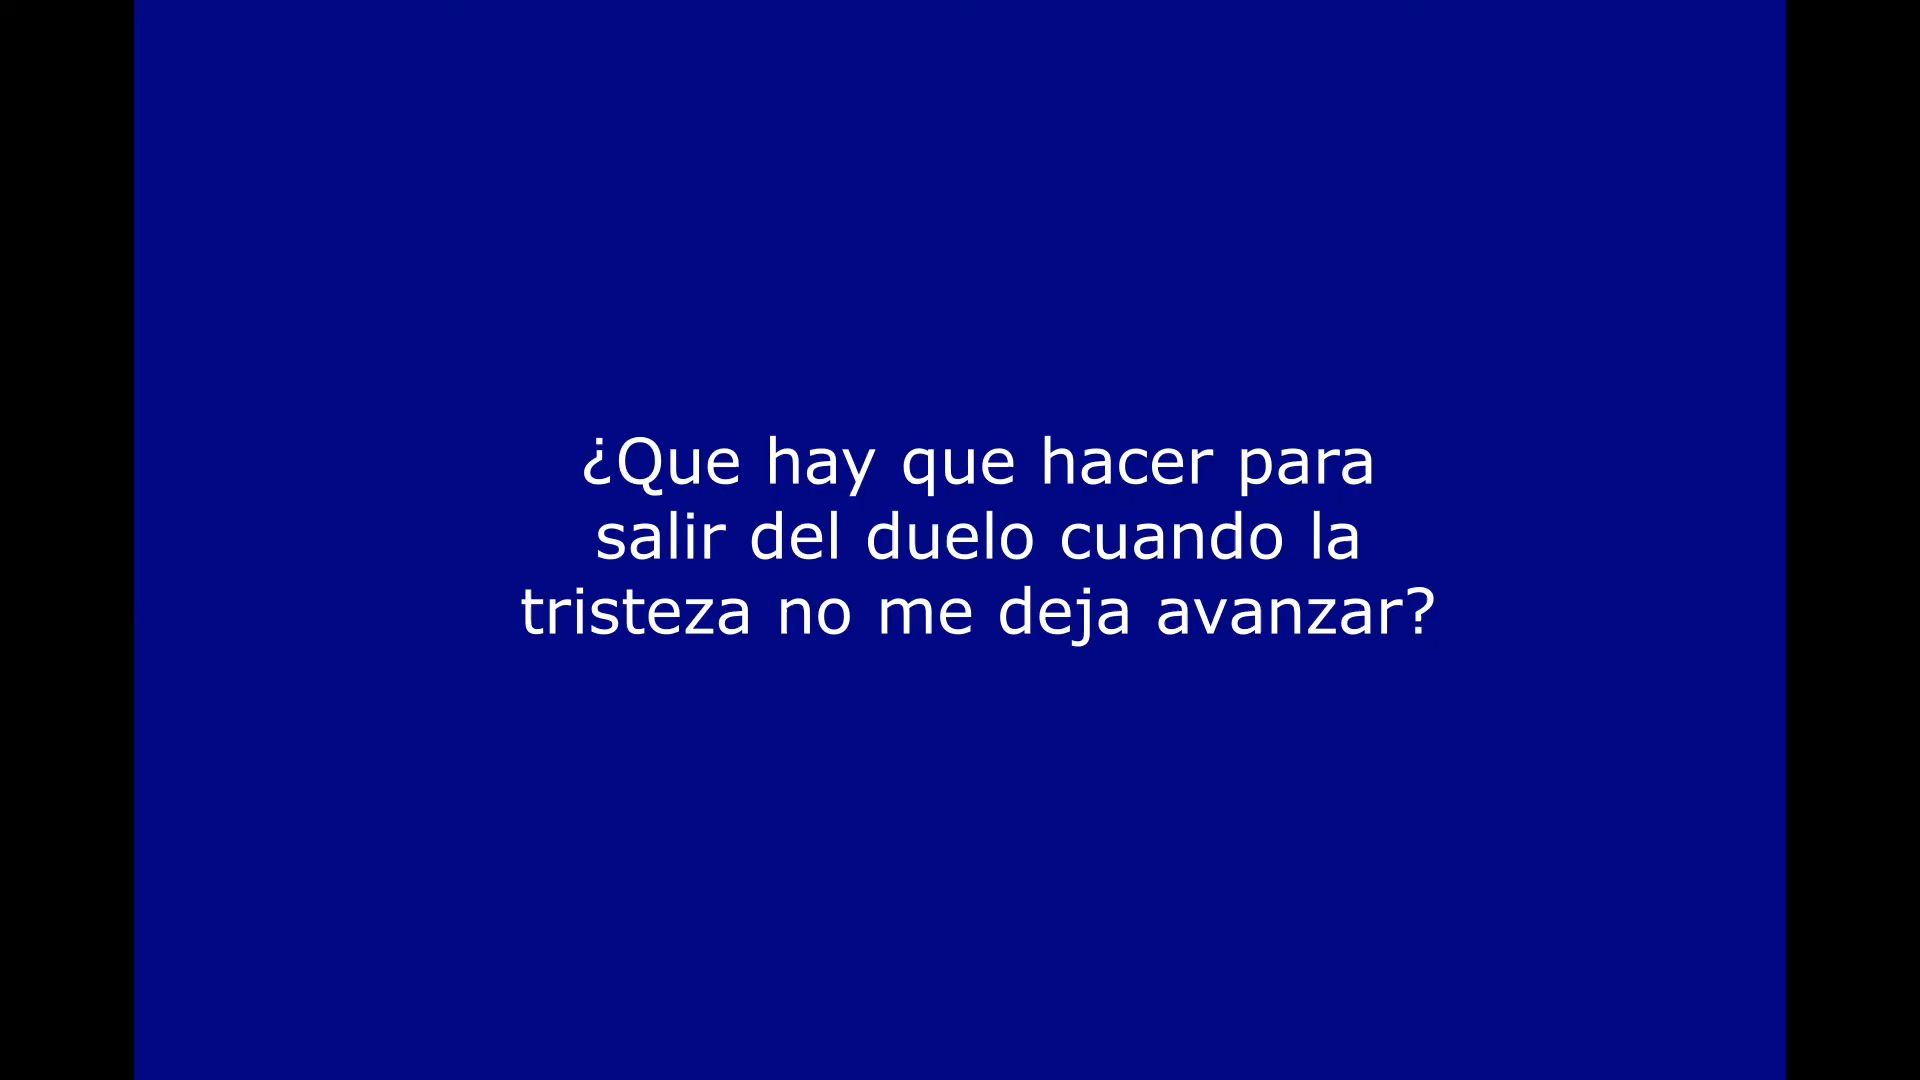 ¿Que hay que hacer para
salir del duelo cuando la
tristeza no me deja avanzar?